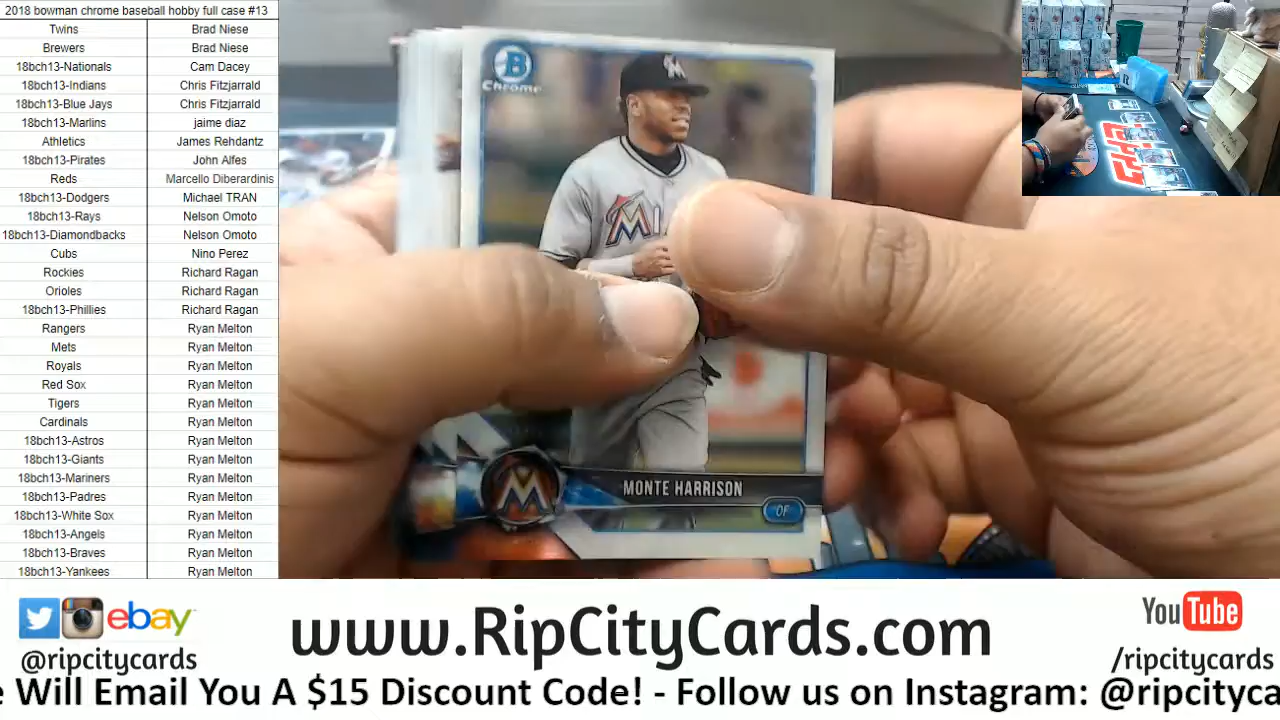 2018 bowman chrome baseball hobby full case #13
Twins Brad Niese
Brewers Brad Niese
18bch13-Nationals Cam Dacey
18bch13-Indians Chris Fitzjarrald
18bch13-Blue Jays Chris Fitzjarrald
18bch13-Marlins jaime diaz
Athletics James Rehdantz
18bch13-Pirates John Alfes
Reds Marcello Diberardinis
18bch13-Dodgers Michael TRAN
18bch13-Rays Nelson Omoto
18bch13-Diamondbacks Nelson Omoto
Cubs Nino Perez
Rockies Richard Ragan
Orioles Richard Ragan
18bch13-Phillies Richard Ragan
Rangers Ryan Melton
Mets Ryan Melton
Royals Ryan Melton
Red Sox Ryan Melton
Tigers Ryan Melton
Cardinals Ryan Melton
18bch13-Astros Ryan Melton
18bch13-Giants Ryan Melton
18bch13-Mariners Ryan Melton
18bch13-Padres Ryan Melton
18bch13-White Sox Ryan Melton
18bch13-Angels Ryan Melton
18bch13-Braves Ryan Melton
18bch13-Yankees Ryan Melton
B
Chrome
MONTE HARRISON
OF
ebay
@ripcitycards
www.RipCityCards.com
YouTube
/ripcitycards
e Will Email You A $15 Discount Code! - Follow us on Instagram: @ripcityca